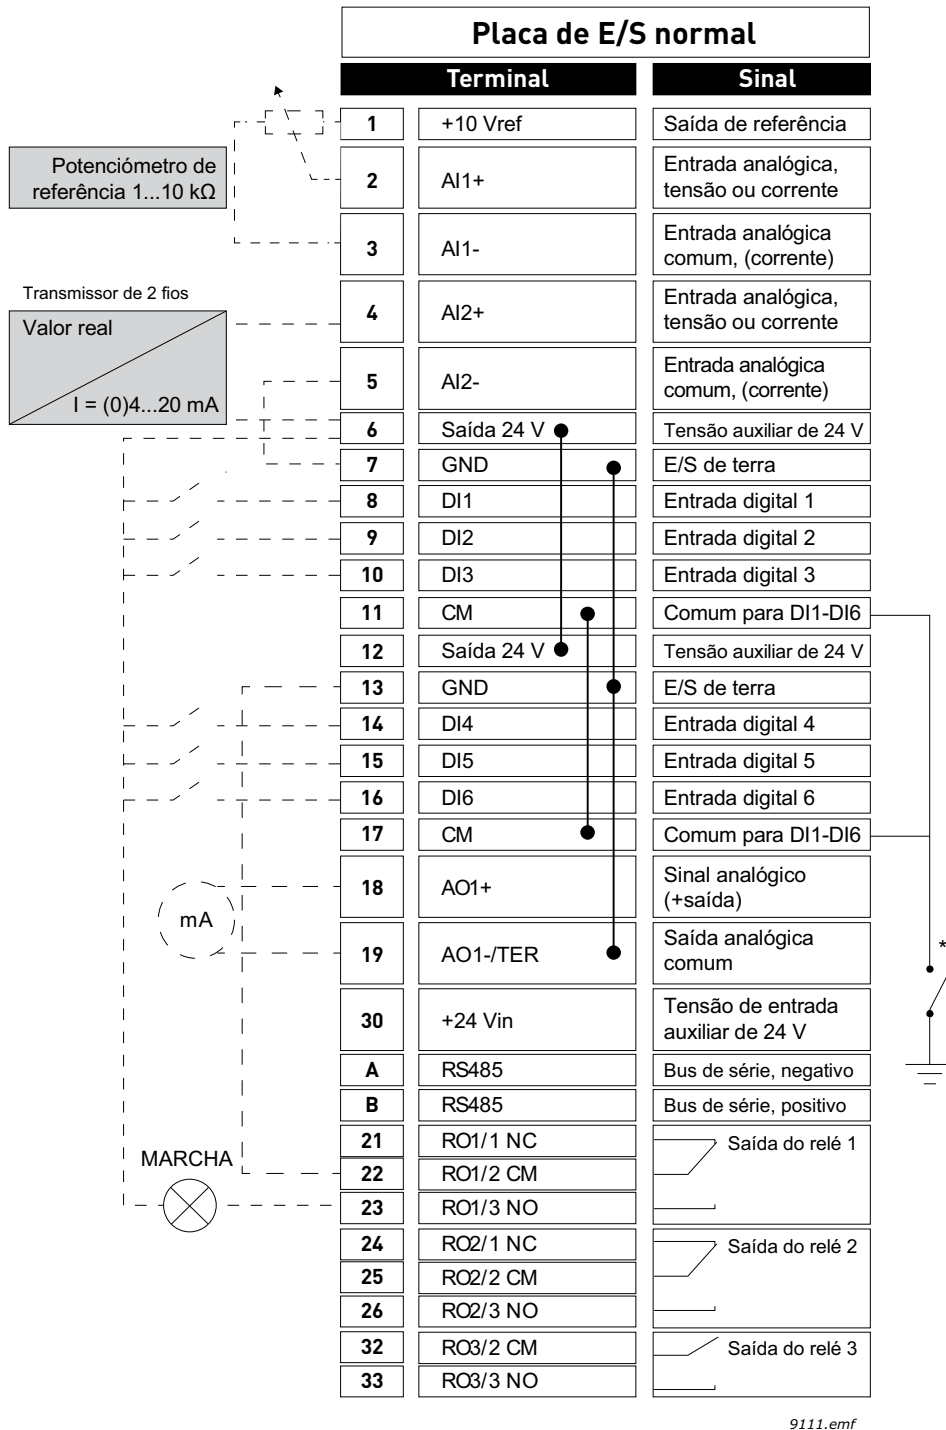 Placa de E/S normal
Terminal Sinal
1 +10 Vref Saída de referência
Potenciómetro de
referência 1...10 kΩ
2 AI1+ Entrada analógica,
tensão ou corrente
3 AI1- Entrada analógica
comum, (corrente)
Transmissor de 2 fios
Valor real
I = (0)4...20 mA
4 AI2+ Entrada analógica,
tensão ou corrente
5 AI2- Entrada analógica
comum, (corrente)
6 Saída 24 V Tensão auxiliar de 24 V
7 GND E/S de terra
8 DI1 Entrada digital 1
9 DI2 Entrada digital 2
10 DI3 Entrada digital 3
11 CM Comum para DI1-DI6
12 Saída 24 V Tensão auxiliar de 24 V
13 GND E/S de terra
14 DI4 Entrada digital 4
15 DI5 Entrada digital 5
16 DI6 Entrada digital 6
17 CM Comum para DI1-DI6
18 AO1+ Sinal analógico
(+saída)
mA
19 AO1-/TER Saída analógica
comum
*
30 +24 Vin Tensão de entrada
auxiliar de 24 V
A RS485 Bus de série, negativo
B RS485 Bus de série, positivo
21 RO1/1 NC Saída do relé 1
MARCHA
22 RO1/2 CM
23 RO1/3 NO
24 RO2/1 NC Saída do relé 2
25 RO2/2 CM
26 RO2/3 NO
32 RO3/2 CM Saída do relé 3
33 RO3/3 NO
9111.emf